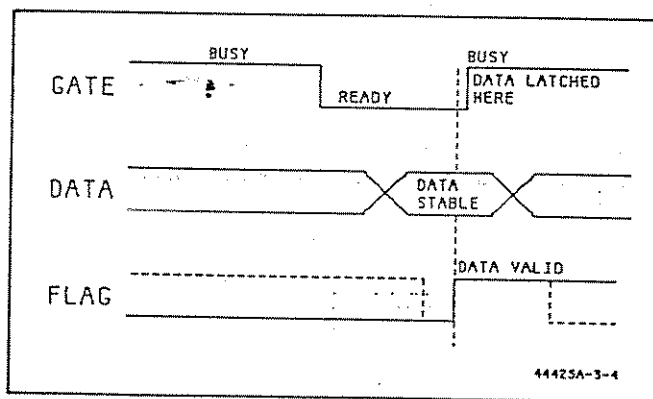 BUSY
BUSY
GATE
DATA LATCHED
HERE
READY
DATA
DATA
STABLE
DATA VALID
FLAG
44425A-3-4